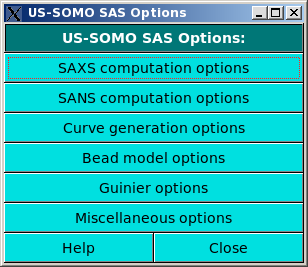 US-SOMO SAS Options
US-SOMO SAS Options:
SAXS computation options
SANS computation options
Curve generation options
Bead model options
Guinier options
Miscellaneous options
Help Close